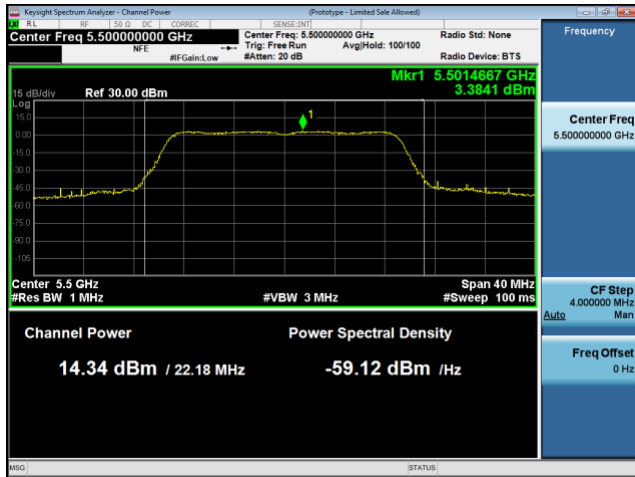 Keysight Spectrum Analyzer - Channel Power (Prototype - Limited Sale Allowed)
RL RF 50 Ω DC CORREC SENSE:INT
Center Freq 5.500000000 GHz
NFE
#IFGain:Low
Center Freq: 5.500000000 GHz
Trig: Free Run Avg|Hold: 100/100
#Atten: 20 dB
Radio Std: None
Radio Device: BTS
Mkr1 5.5014667 GHz
3.3841 dBm
15 dB/div Ref 30.00 dBm
Log
15.0
0.00
-15.0
-30.0
-45.0
-60.0
-75.0
-90.0
-105
1
Center 5.5 GHz Span 40 MHz
#Res BW 1 MHz #VBW 3 MHz #Sweep 100 ms
Channel Power Power Spectral Density
14.34 dBm / 22.18 MHz -59.12 dBm /Hz
Frequency
Center Freq
5.500000000 GHz
CF Step
4.000000 MHz
Auto Man
Freq Offset
0 Hz
MSG STATUS